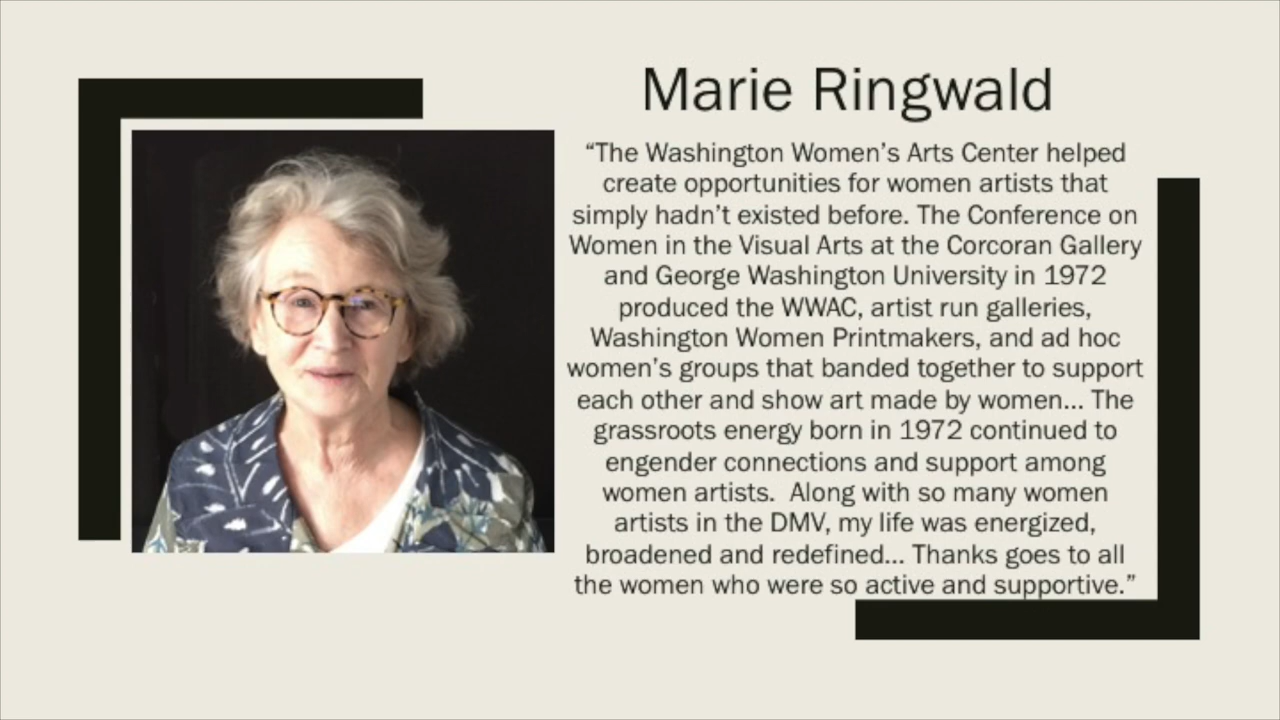 Marie Ringwald
“The Washington Women’s Arts Center helped
create opportunities for women artists that
simply hadn’t existed before. The Conference on
Women in the Visual Arts at the Corcoran Gallery
and George Washington University in 1972
produced the WWAC, artist run galleries,
Washington Women Printmakers, and ad hoc
women’s groups that banded together to support
each other and show art made by women... The
grassroots energy born in 1972 continued to
engender connections and support among
women artists.  Along with so many women
artists in the DMV, my life was energized,
broadened and redefined... Thanks goes to all
the women who were so active and supportive.”